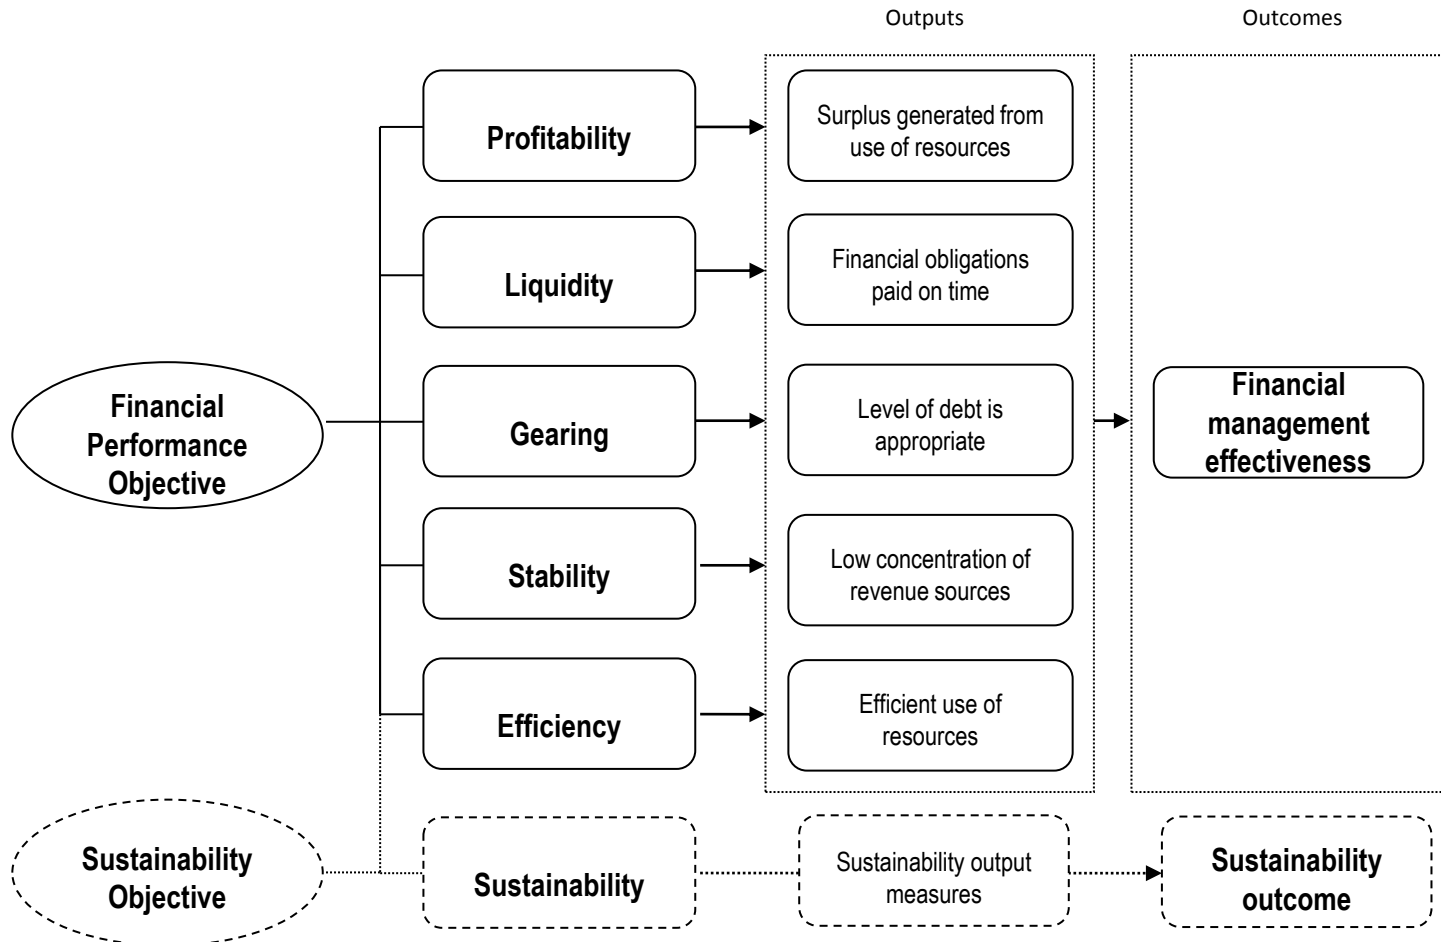 Outputs
Outcomes
Profitability
Surplus generated from
use of resources
Liquidity
Financial obligations
paid on time
Financial
Performance
Objective
Gearing
Level of debt is
appropriate
Financial
management
effectiveness
Stability
Low concentration of
revenue sources
Efficiency
Efficient use of
resources
Sustainability
Objective
Sustainability
Sustainability output
measures
Sustainability
outcome